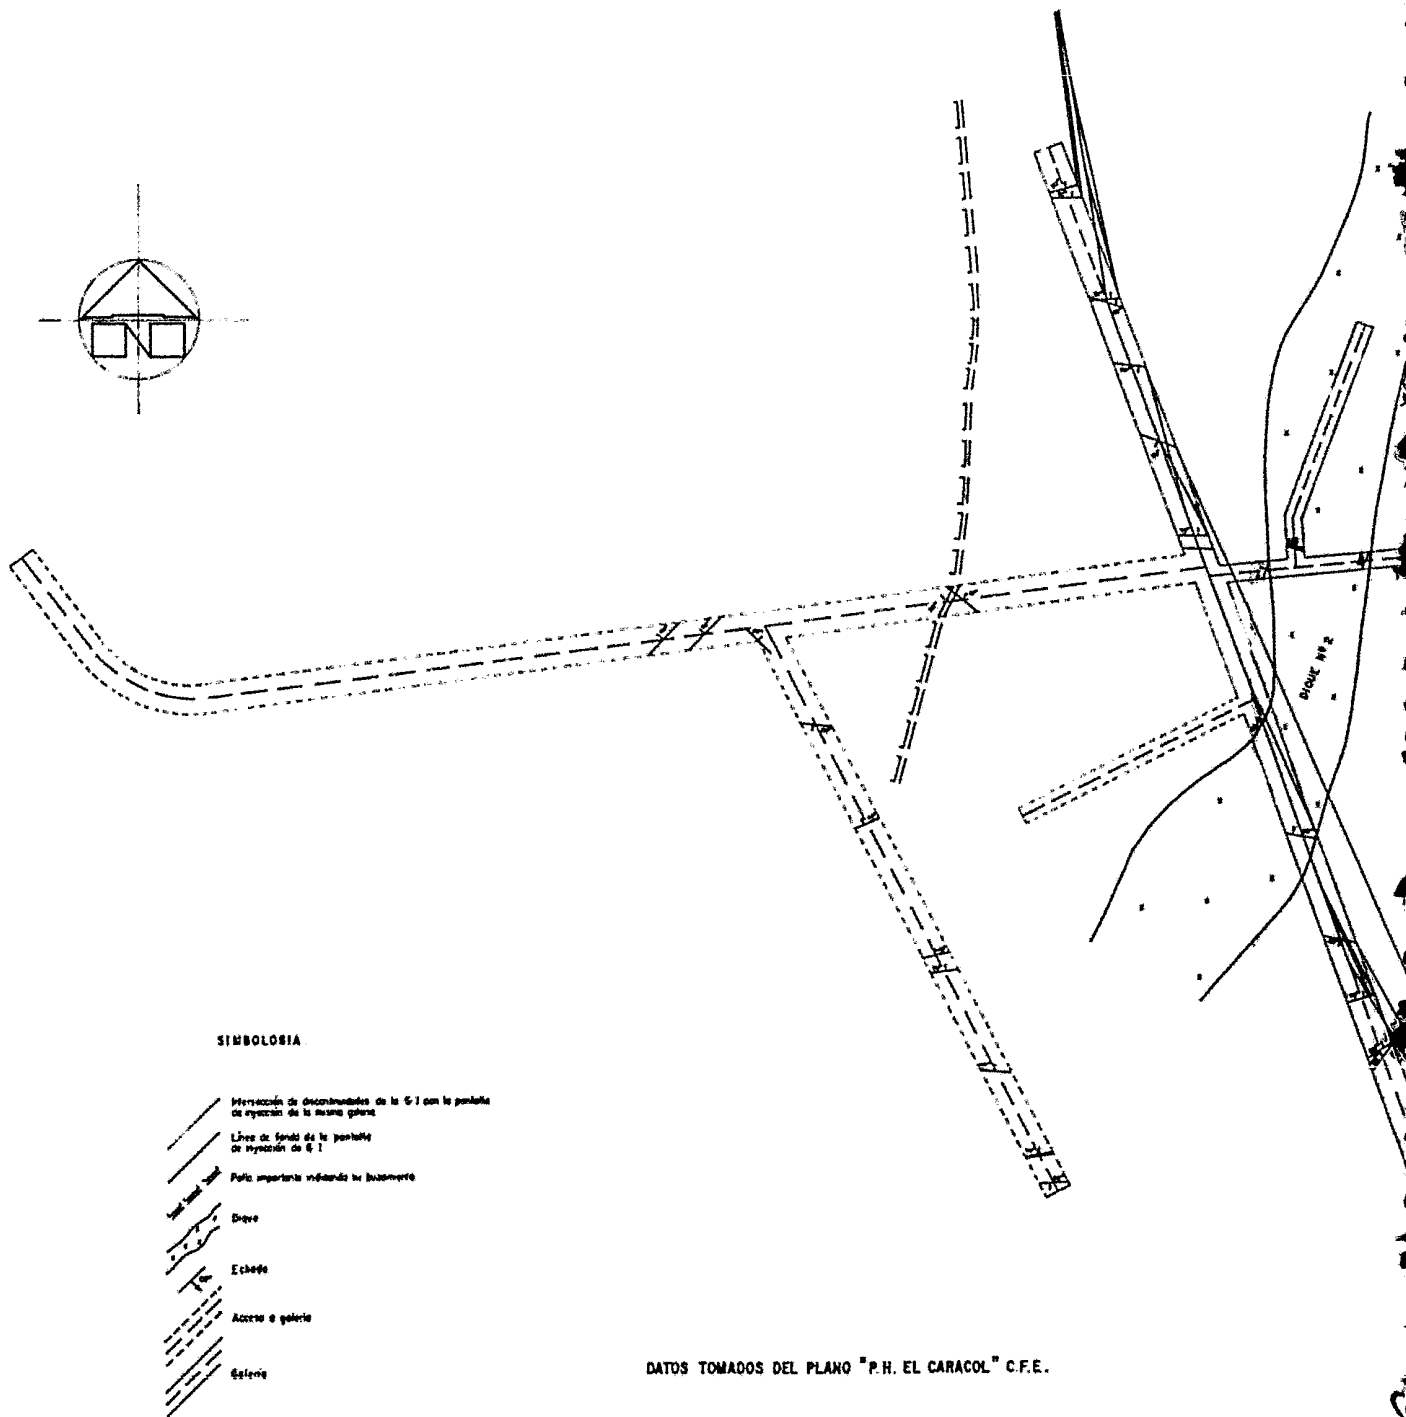 N
DIQUE Nº 2
SIMBOLOGIA
Intersección de discontinuidades de la G-1 con la pantalla
de inyección de la misma galería
Línea de fondo de la pantalla
de inyección de G-1
Falla importante indicando su buzamiento
Dique
Echado
Acceso a galería
Galería
DATOS TOMADOS DEL PLANO "P.H. EL CARACOL" C.F.E.